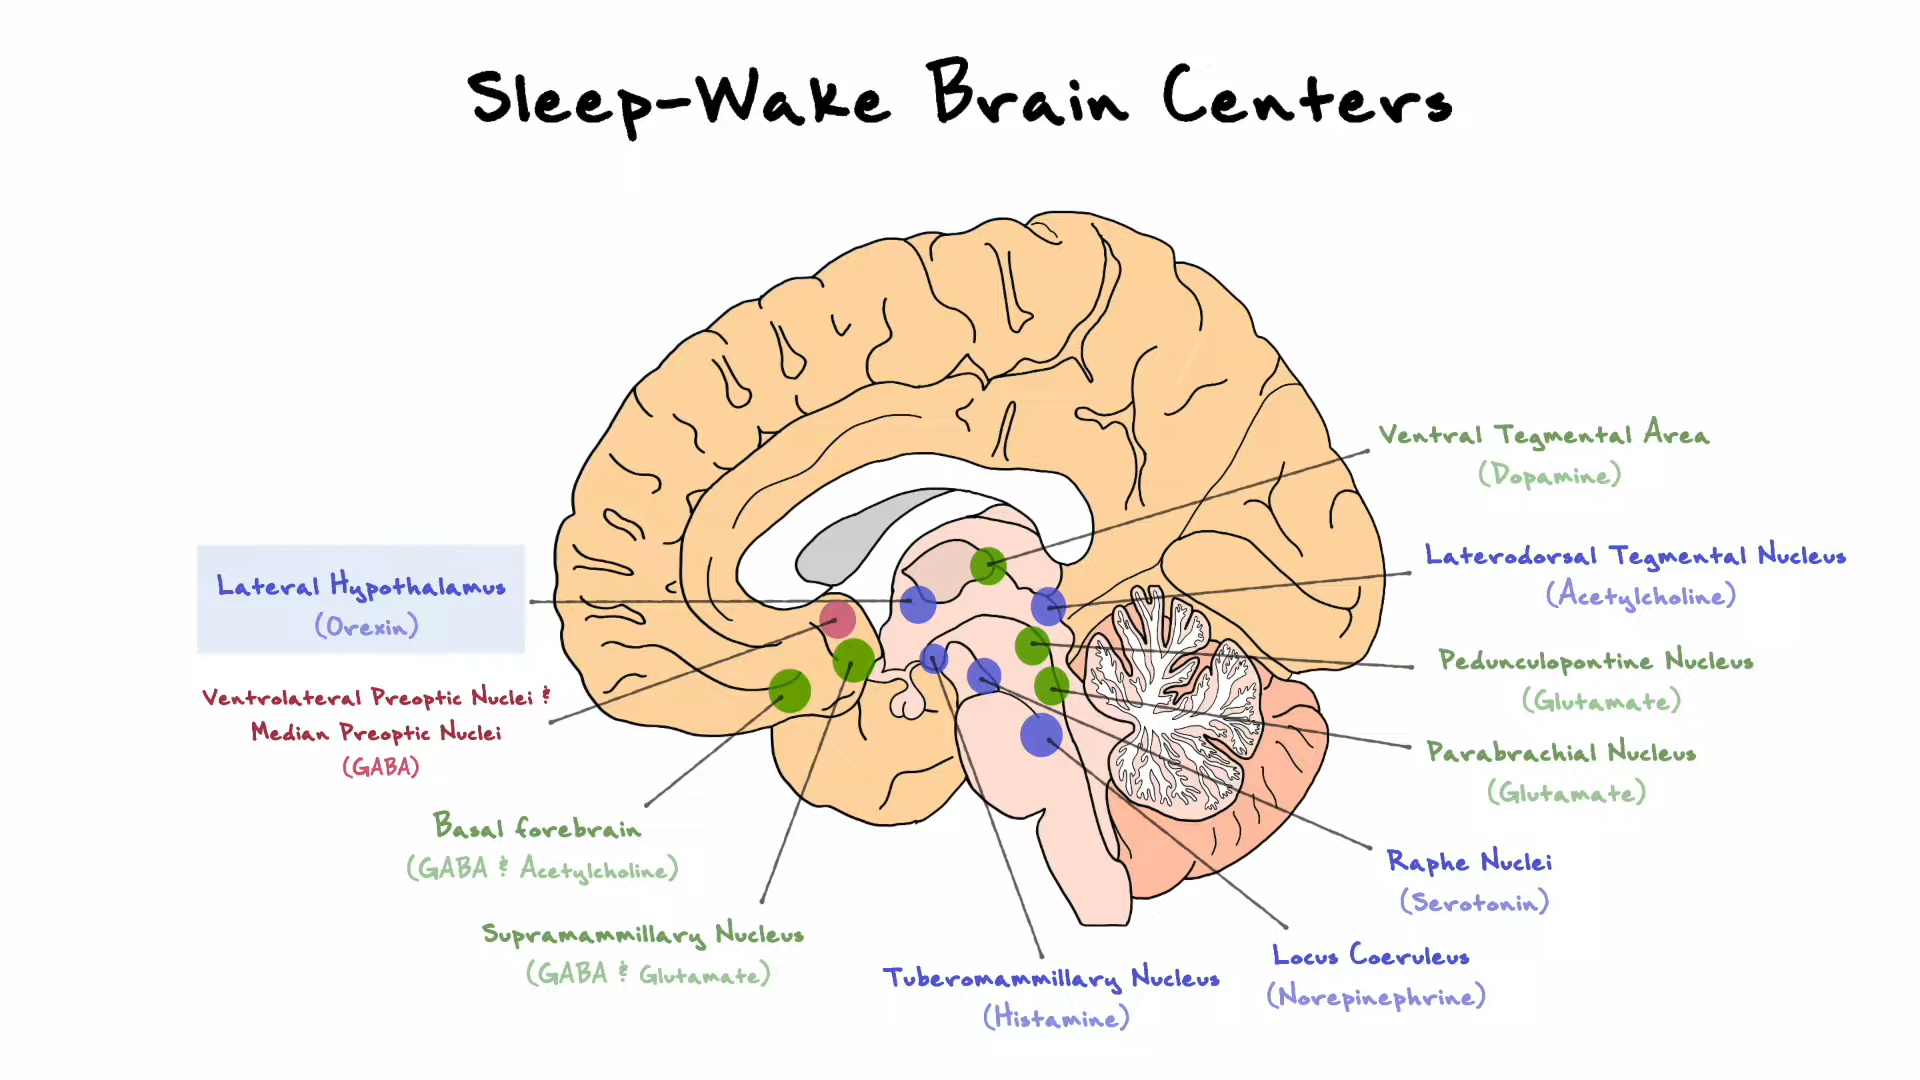 Sleep-Wake Brain Centers
Ventral Tegmental Area
(Dopamine)
Laterodorsal Tegmental Nucleus
(Acetylcholine)
Lateral Hypothalamus
(Orexin)
Pedunculopontine Nucleus
(Glutamate)
Ventrolateral Preoptic Nuclei &
Median Preoptic Nuclei
(GABA)
Parabrachial Nucleus
(Glutamate)
Basal forebrain
(GABA & Acetylcholine)
Raphe Nuclei
(Serotonin)
Supramammillary Nucleus
(GABA & Glutamate)
Locus Coeruleus
(Norepinephrine)
Tuberomammillary Nucleus
(Histamine)